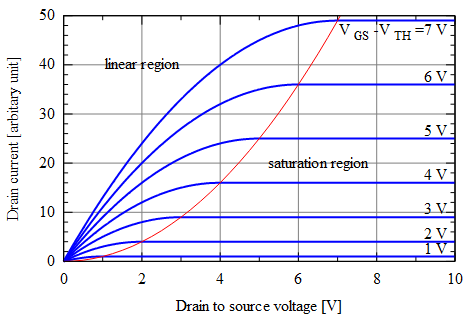 50
V GS -V TH =7 V
linear region
40
6 V
30
5 V
20
saturation region
4 V
10
3 V
2 V
1 V
0
0 2 4 6 8 10
Drain current [arbitary unit]
Drain to source voltage [V]